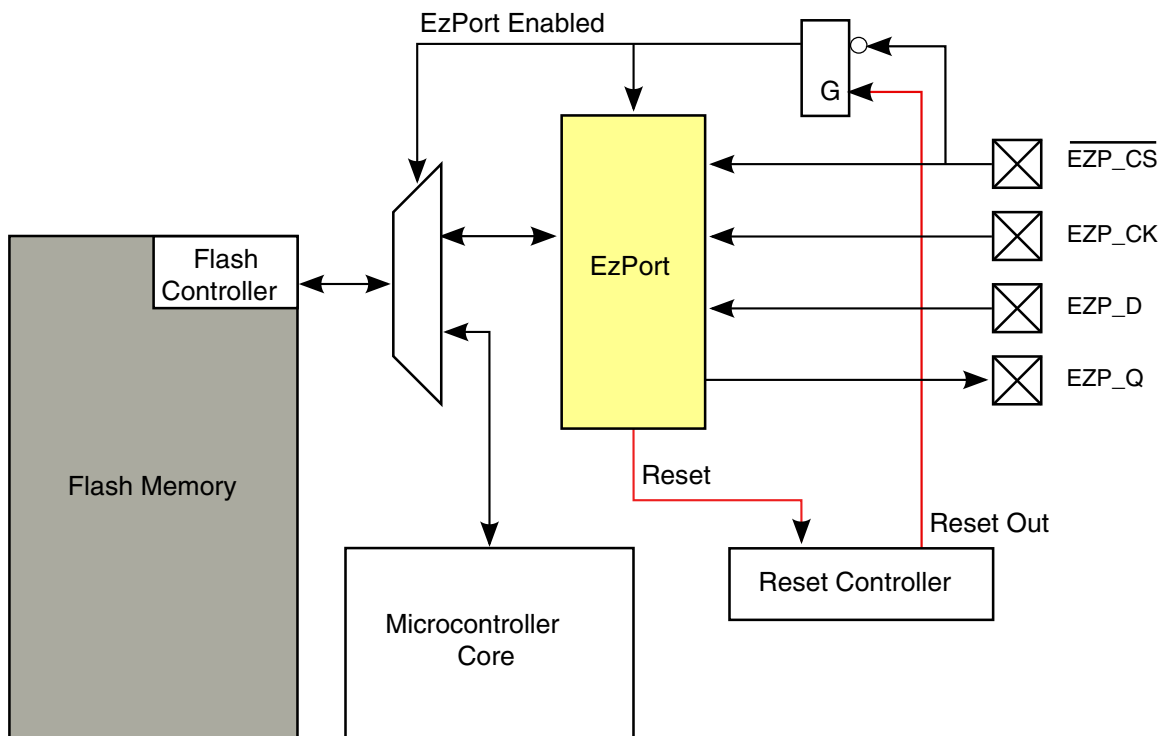 EzPort Enabled
G
EZP_CS
EZP_CK
EZP_D
EZP_Q
Flash
Controller
EzPort
Flash Memory
Reset
Reset Out
Reset Controller
Microcontroller
Core